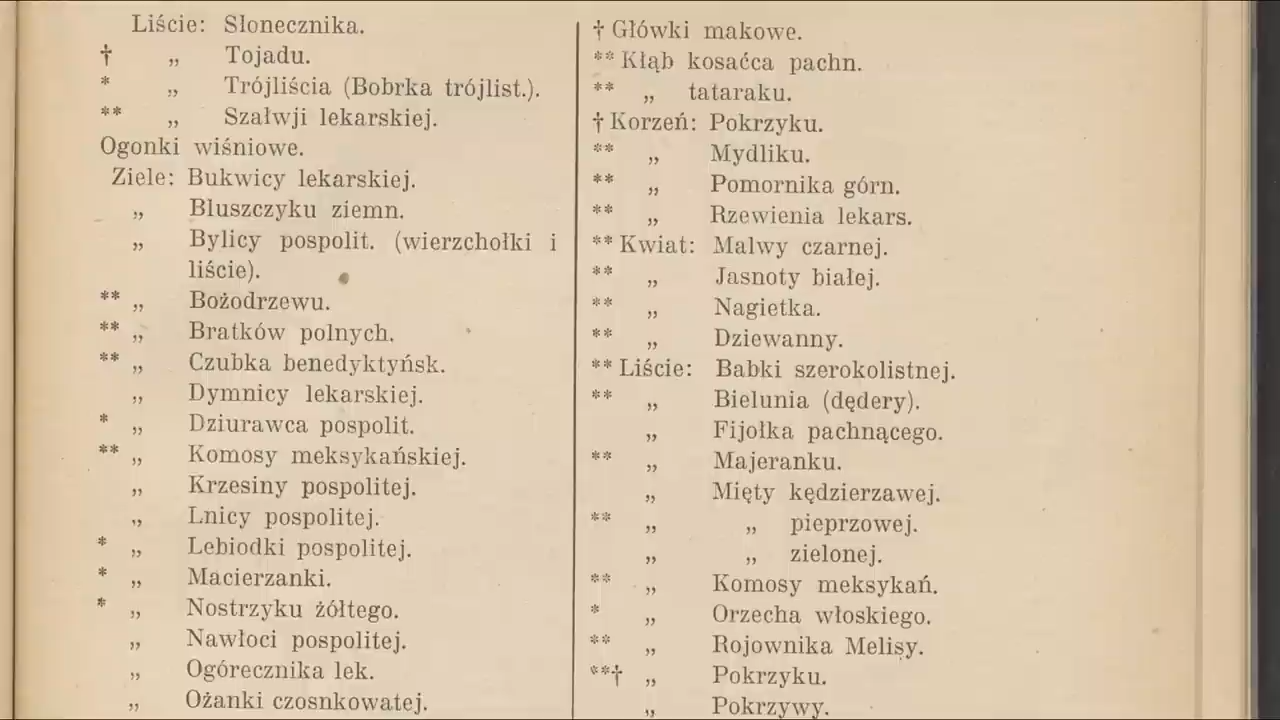 Liście: Słonecznika.
† „ Tojadu.
* „ Trójliścia (Bobrka trójlist.).
** „ Szałwji lekarskiej.
Ogonki wiśniowe.
Ziele: Bukwicy lekarskiej.
„ Bluszczyku ziemn.
„ Bylicy pospolit. (wierzchołki i
liście).
** „ Bożodrzewu.
** „ Bratków polnych.
** „ Czubka benedyktyńsk.
„ Dymnicy lekarskiej.
* „ Dziurawca pospolit.
** „ Komosy meksykańskiej.
„ Krzesiny pospolitej.
„ Lnicy pospolitej.
* „ Lebiodki pospolitej.
* „ Macierzanki.
* „ Nostrzyku żółtego.
„ Nawłoci pospolitej.
„ Ogórecznika lek.
„ Ożanki czosnkowatej.
† Główki makowe.
** Kłąb kosaćca pachn.
** „ tataraku.
† Korzeń: Pokrzyku.
** „ Mydliku.
** „ Pomornika górn.
** „ Rzewienia lekars.
** Kwiat: Malwy czarnej.
** „ Jasnoty białej.
** „ Nagietka.
** „ Dziewanny.
** Liście: Babki szerokolistnej.
** „ Bielunia (dędery).
„ Fijołka pachnącego.
** „ Majeranku.
„ Mięty kędzierzawej.
** „ „ pieprzowej.
„ „ zielonej.
** „ Komosy meksykań.
* „ Orzecha włoskiego.
** „ Rojownika Melisy.
**† „ Pokrzyku.
„ Pokrzywy.